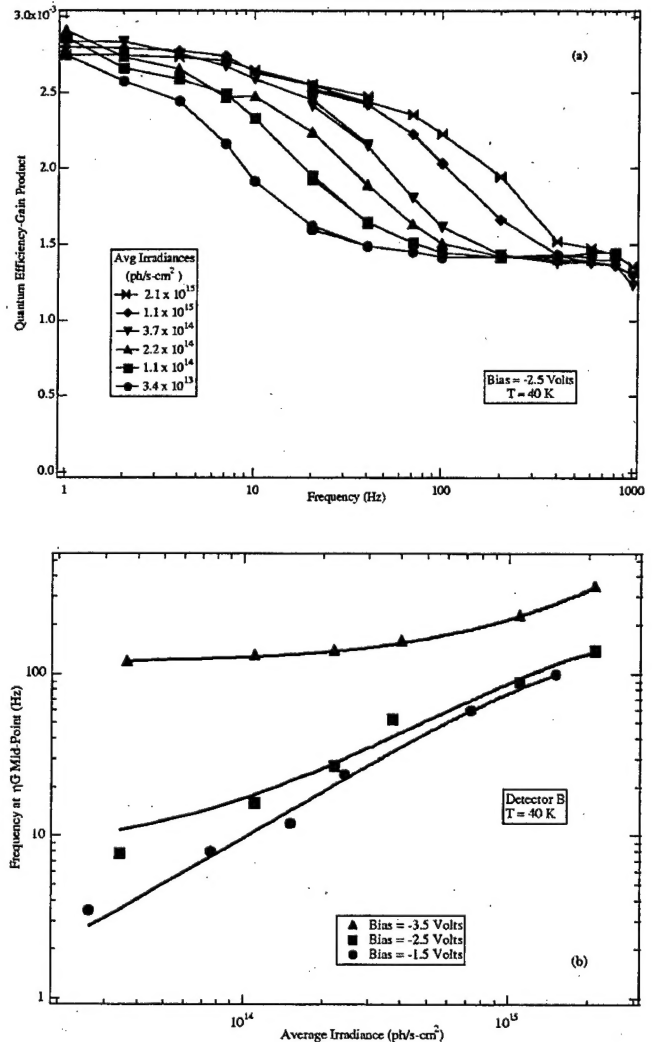 3.0x10⁻³
(a)
2.5
2.0
1.5
1.0
0.5
0.0
Quantum Efficiency-Gain Product
Avg Irradiances
(ph/s-cm²)
2.1 x 10¹⁵
1.1 x 10¹⁵
3.7 x 10¹⁴
2.2 x 10¹⁴
1.1 x 10¹⁴
3.4 x 10¹³
Bias = -2.5 Volts
T = 40 K
1
10
100
1000
Frequency (Hz)
100
10
1
Frequency at ηG Mid-Point (Hz)
Detector B
T = 40 K
Bias = -3.5 Volts
Bias = -2.5 Volts
Bias = -1.5 Volts
(b)
10¹⁴
10¹⁵
Average Irradiance (ph/s-cm²)